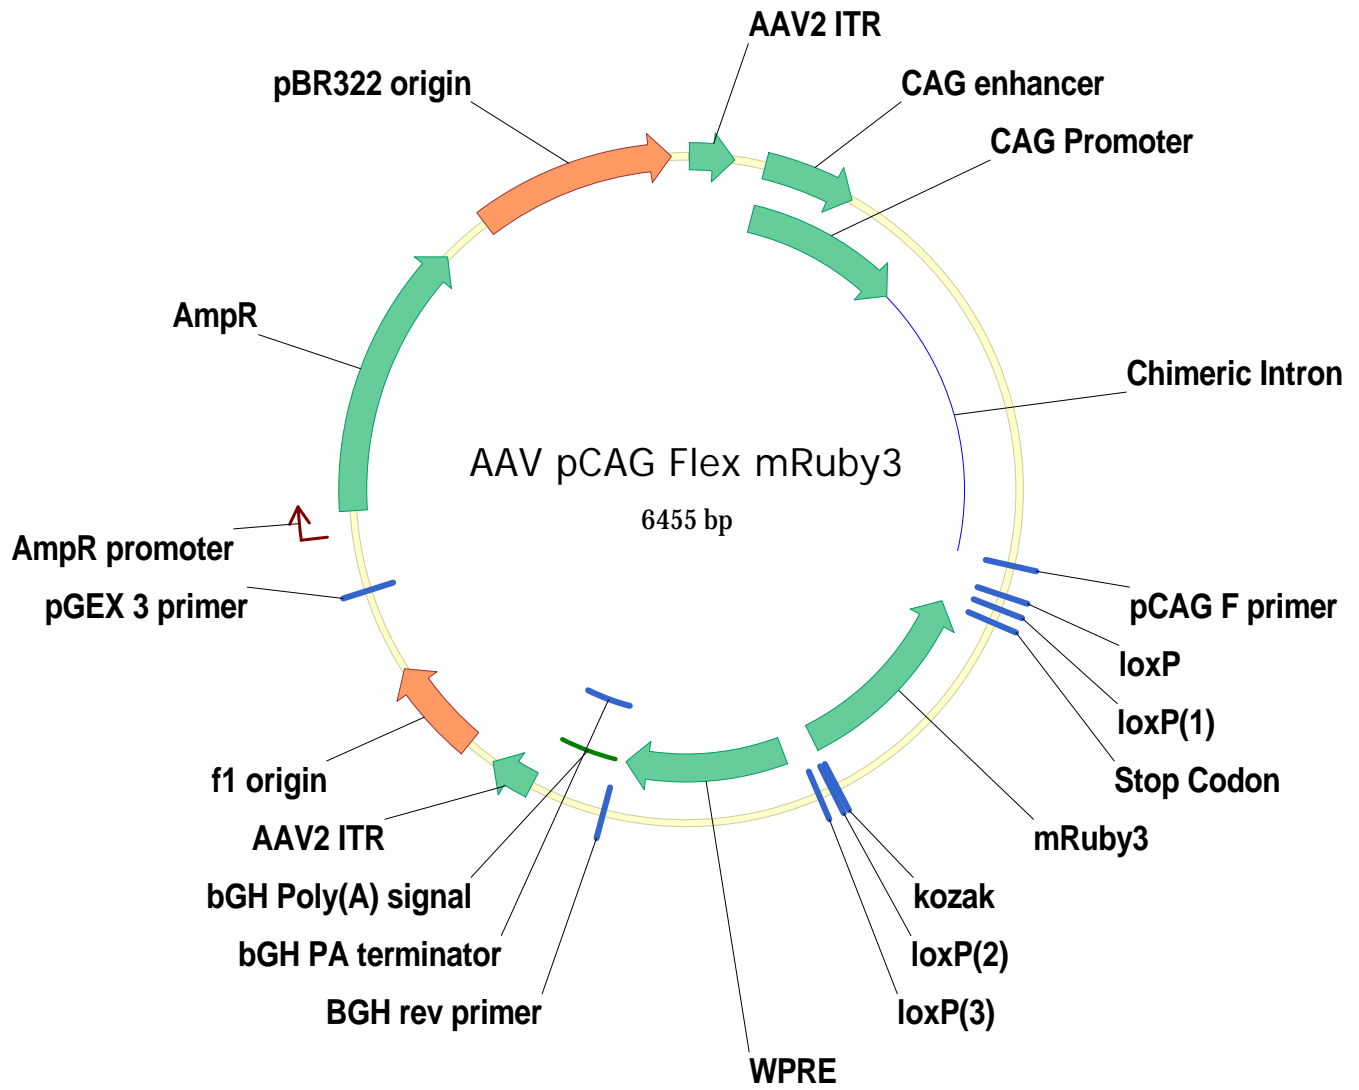 AAV2 ITR
pBR322 origin
CAG enhancer
CAG Promoter
AmpR
Chimeric Intron
AAV pCAG Flex mRuby3
6455 bp
AmpR promoter
pGEX 3 primer
pCAG F primer
loxP
loxP(1)
Stop Codon
f1 origin
AAV2 ITR
mRuby3
bGH Poly(A) signal
kozak
bGH PA terminator
loxP(2)
BGH rev primer
loxP(3)
WPRE